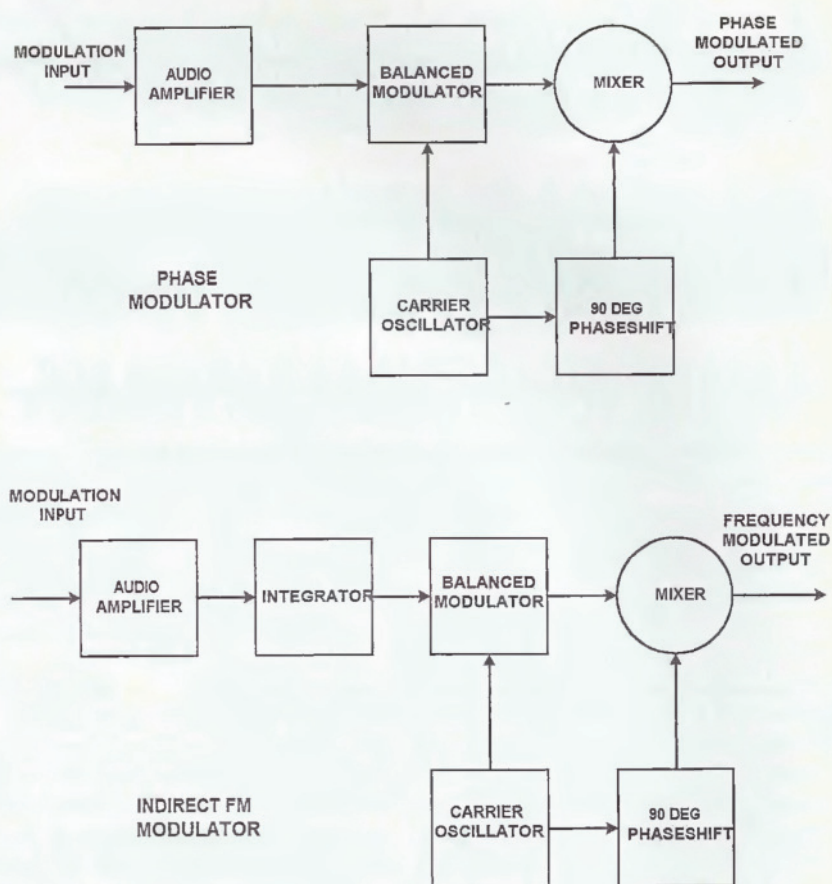 MODULATION
INPUT
AUDIO
AMPLIFIER
BALANCED
MODULATOR
MIXER
PHASE
MODULATED
OUTPUT
PHASE
MODULATOR
CARRIER
OSCILLATOR
90 DEG
PHASESHIFT
MODULATION
INPUT
AUDIO
AMPLIFIER
INTEGRATOR
BALANCED
MODULATOR
MIXER
FREQUENCY
MODULATED
OUTPUT
INDIRECT FM
MODULATOR
CARRIER
OSCILLATOR
90 DEG
PHASESHIFT